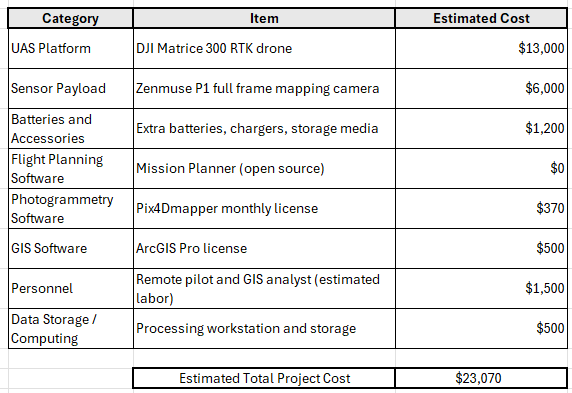 Category Item Estimated Cost
UAS Platform DJI Matrice 300 RTK drone $13,000
Sensor Payload Zenmuse P1 full frame mapping camera $6,000
Batteries and
Accessories Extra batteries, chargers, storage media $1,200
Flight Planning
Software Mission Planner (open source) $0
Photogrammetry
Software Pix4Dmapper monthly license $370
GIS Software ArcGIS Pro license $500
Personnel Remote pilot and GIS analyst (estimated
labor) $1,500
Data Storage /
Computing Processing workstation and storage $500
Estimated Total Project Cost $23,070